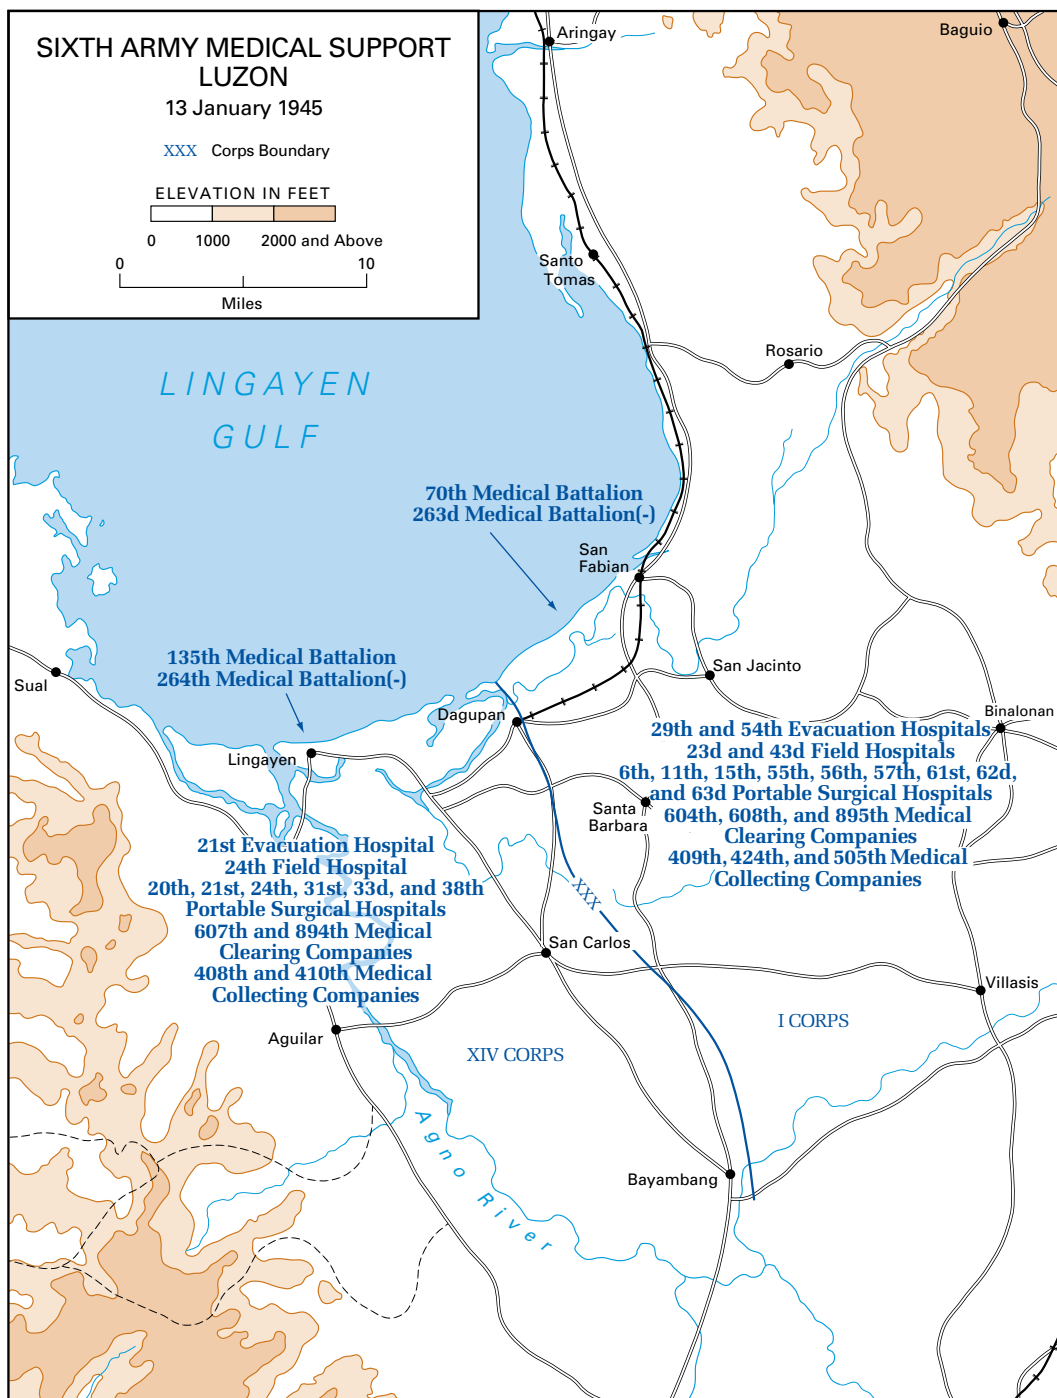 SIXTH ARMY MEDICAL SUPPORT
LUZON
13 January 1945
XXX Corps Boundary
ELEVATION IN FEET
0 1000 2000 and Above
0 10
Miles
Aringay
Baguio
Santo
Tomas
Rosario
LINGAYEN
GULF
70th Medical Battalion
263d Medical Battalion(-)
San
Fabian
135th Medical Battalion
264th Medical Battalion(-)
Sual
San Jacinto
Dagupan
Binalonan
Lingayen
29th and 54th Evacuation Hospitals
23d and 43d Field Hospitals
6th, 11th, 15th, 55th, 56th, 57th, 61st, 62d,
and 63d Portable Surgical Hospitals
604th, 608th, and 895th Medical
Clearing Companies
409th, 424th, and 505th Medical
Collecting Companies
Santa
Barbara
21st Evacuation Hospital
24th Field Hospital
20th, 21st, 24th, 31st, 33d, and 38th
Portable Surgical Hospitals
607th and 894th Medical
Clearing Companies
408th and 410th Medical
Collecting Companies
XXX
San Carlos
Villasis
Aguilar
I CORPS
XIV CORPS
Agno River
Bayambang